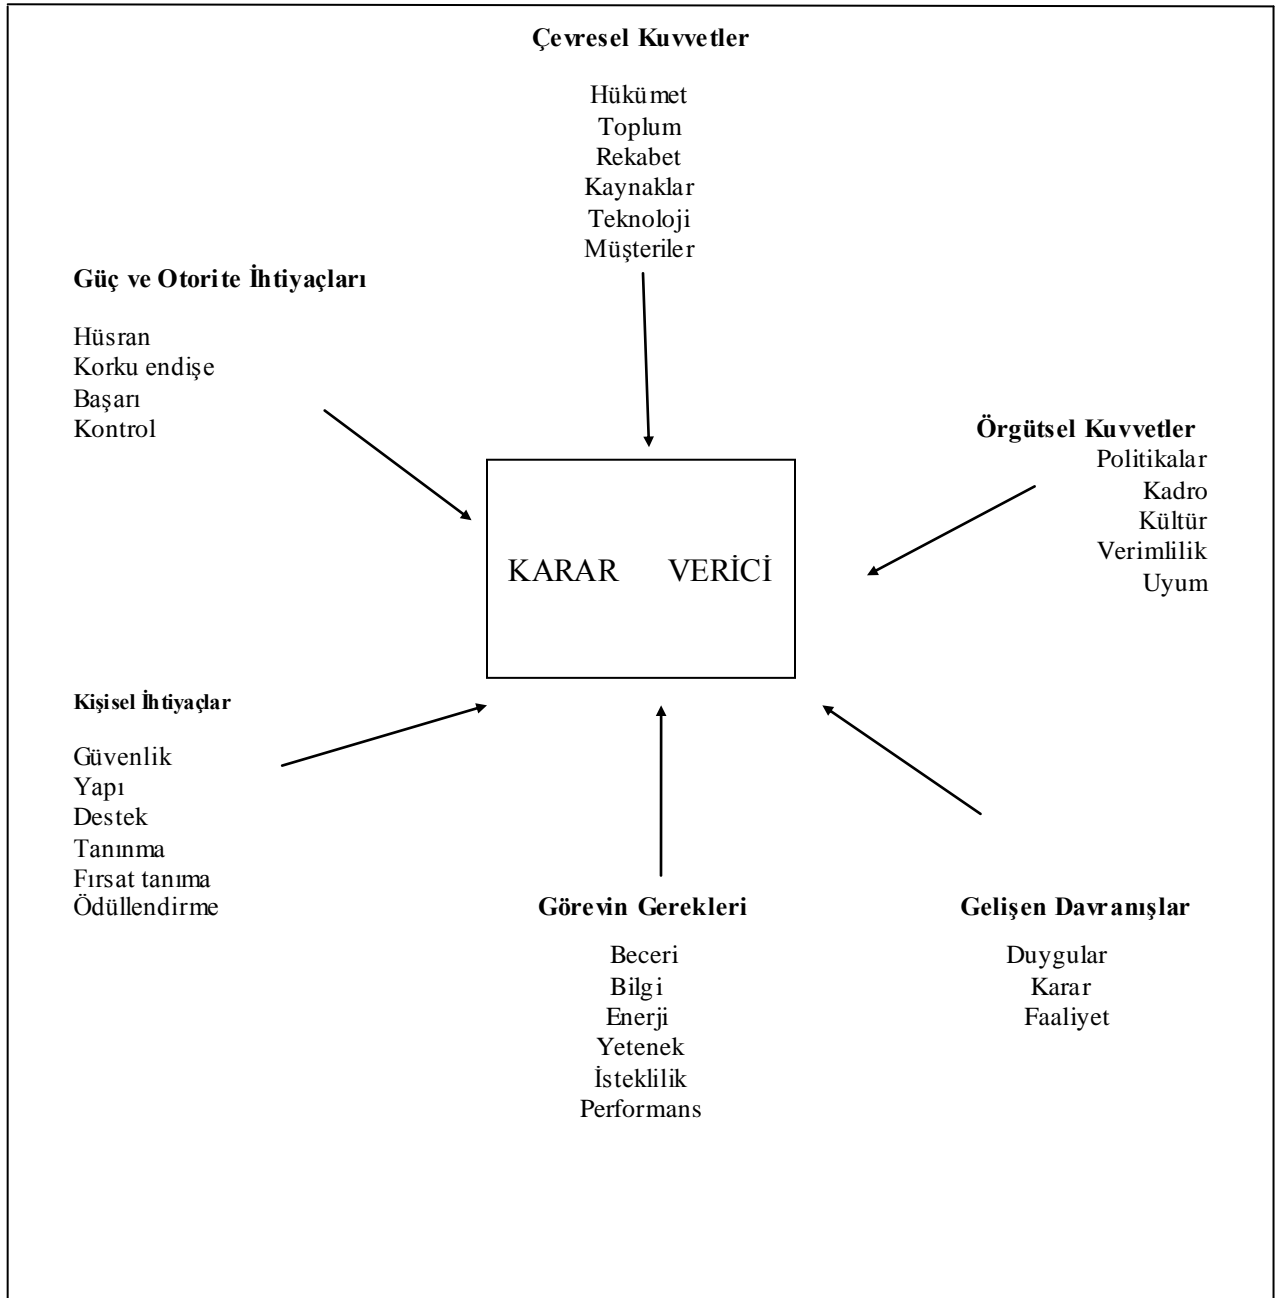 Çevresel Kuvvetler
Hükümet
Toplum
Rekabet
Kaynaklar
Teknoloji
Müşteriler
Güç ve Otorite İhtiyaçları
Hüsran
Korku endişe
Başarı
Kontrol
Örgütsel Kuvvetler
Politikalar
Kadro
Kültür
Verimlilik
Uyum
KARAR VERİCİ
Kişisel İhtiyaçlar
Güvenlik
Yapı
Destek
Tanınma
Fırsat tanıma
Ödüllendirme
Görevin Gerekleri
Beceri
Bilgi
Enerji
Yetenek
İsteklilik
Performans
Gelişen Davranışlar
Duygular
Karar
Faaliyet